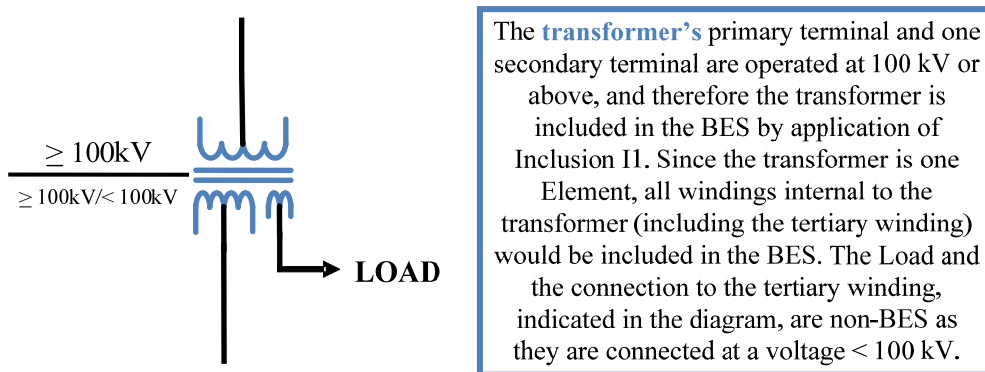 ≥ 100kV
≥ 100kV/< 100kV
LOAD
The transformer’s primary terminal and one
secondary terminal are operated at 100 kV or
above, and therefore the transformer is
included in the BES by application of
Inclusion I1. Since the transformer is one
Element, all windings internal to the
transformer (including the tertiary winding)
would be included in the BES. The Load and
the connection to the tertiary winding,
indicated in the diagram, are non-BES as
they are connected at a voltage < 100 kV.